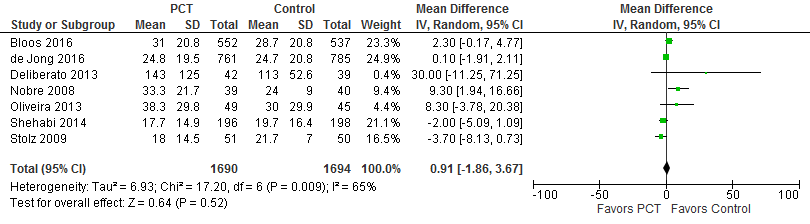 PCT Control Mean Difference Mean Difference
Study or Subgroup Mean SD Total Mean SD Total Weight IV, Random, 95% CI IV, Random, 95% CI
Bloos 2016 31 20.8 552 28.7 20.8 537 23.3% 2.30 [-0.17, 4.77]
de Jong 2016 24.8 19.5 761 24.7 20.8 785 24.8% 0.10 [-1.91, 2.11]
Deliberato 2013 143 125 42 113 52.6 39 0.4% 30.00 [-11.25, 71.25]
Nobre 2008 33.3 21.7 39 24 9 40 9.3% 9.30 [1.94, 16.66]
Oliveira 2013 38.3 29.8 49 30 29.9 45 4.4% 8.30 [-3.78, 20.38]
Shehabi 2014 17.7 14.9 196 19.7 16.4 198 21.1% -2.00 [-5.09, 1.09]
Stolz 2009 18 14.5 51 21.7 7 50 16.6% -3.70 [-8.13, 0.73]
Total (95% CI) 1690 1694 100.0% 0.91 [-1.86, 3.67]
Heterogeneity: Tau² = 6.93; Chi² = 17.20, df = 6 (P = 0.009); I² = 65%
Test for overall effect: Z = 0.64 (P = 0.52)
-100 -50 0 50 100
Favors PCT Favors Control